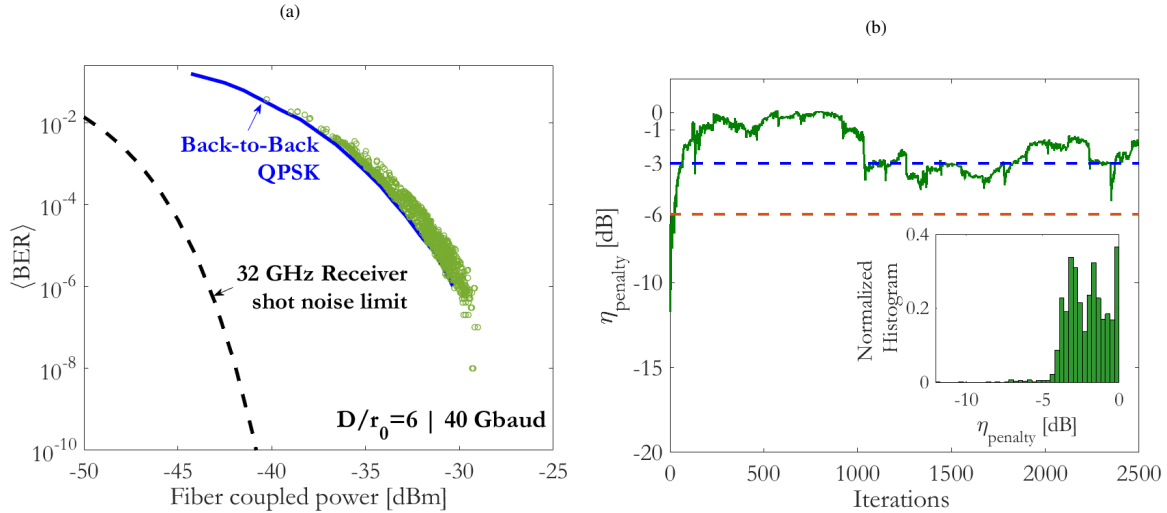 (a)
⟨BER⟩
10^-2
10^-4
10^-6
10^-8
10^-10
Back-to-Back
QPSK
32 GHz Receiver
shot noise limit
D/r_0=6 | 40 Gbaud
-50 -45 -40 -35 -30 -25
Fiber coupled power [dBm]
(b)
η_penalty [dB]
0
-1
-3
-6
-10
-15
-20
Normalized
Histogram
0.4
0.2
0
-10 -5 0
η_penalty [dB]
0 500 1000 1500 2000 2500
Iterations